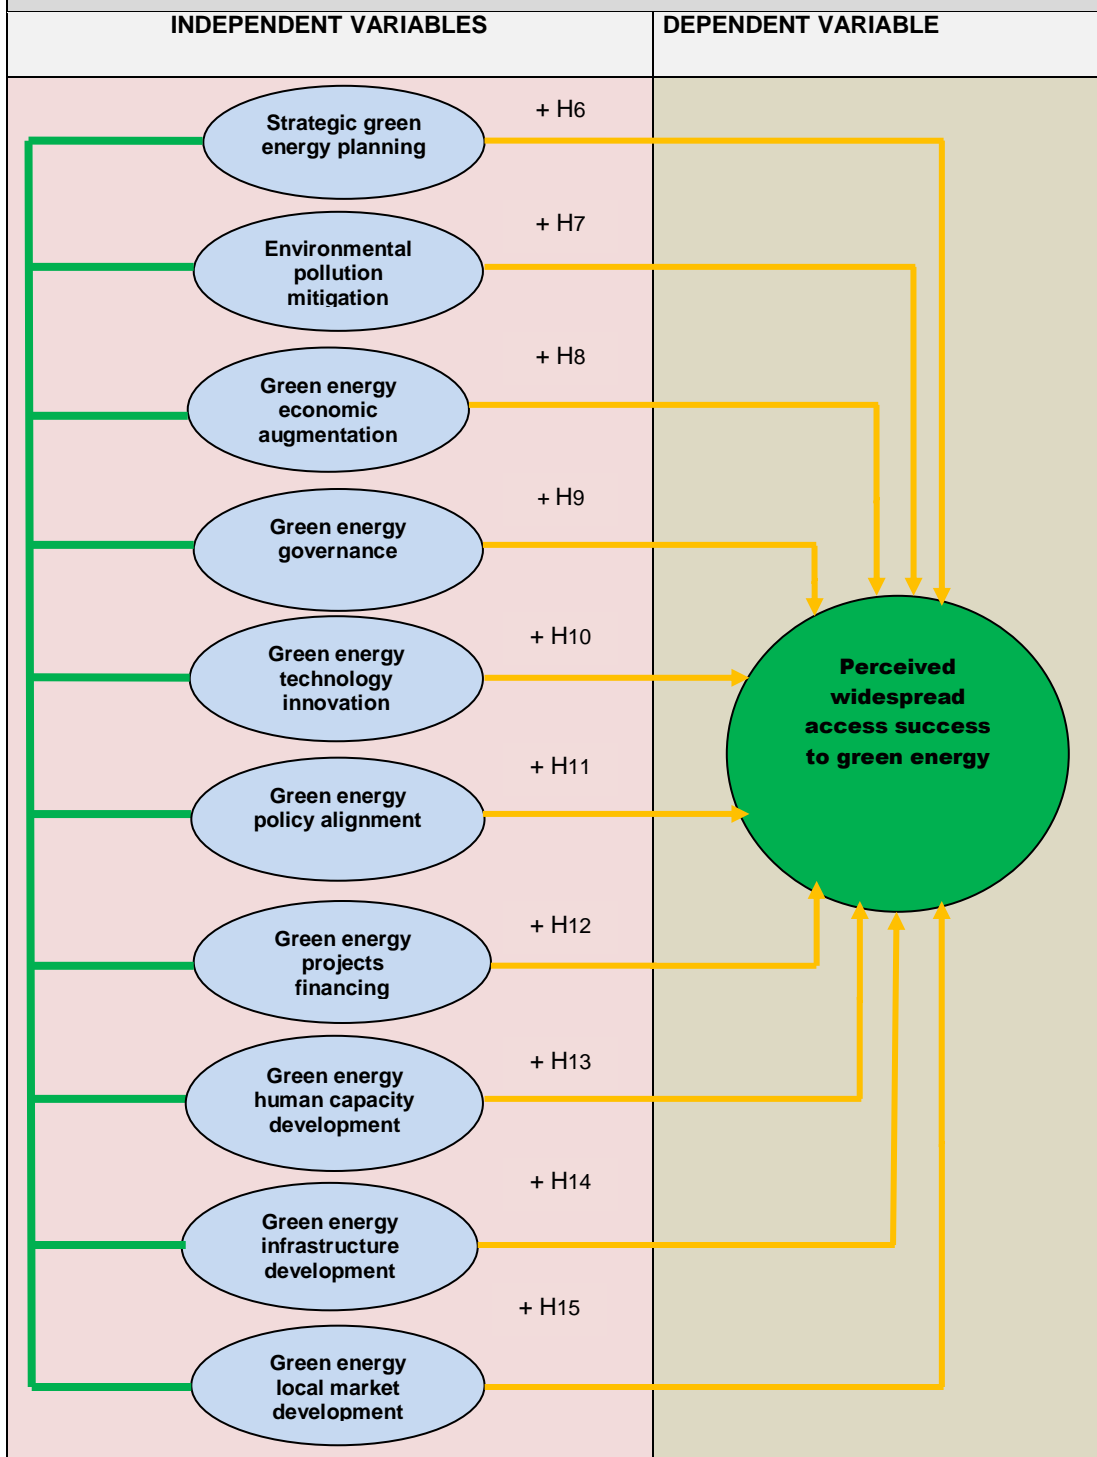 INDEPENDENT VARIABLES
DEPENDENT VARIABLE
+ H6
Strategic green
energy planning
+ H7
Environmental
pollution
mitigation
+ H8
Green energy
economic
augmentation
+ H9
Green energy
governance
+ H10
Green energy
technology
innovation
Perceived
widespread
access success
to green energy
+ H11
Green energy
policy alignment
+ H12
Green energy
projects
financing
+ H13
Green energy
human capacity
development
+ H14
Green energy
infrastructure
development
+ H15
Green energy
local market
development